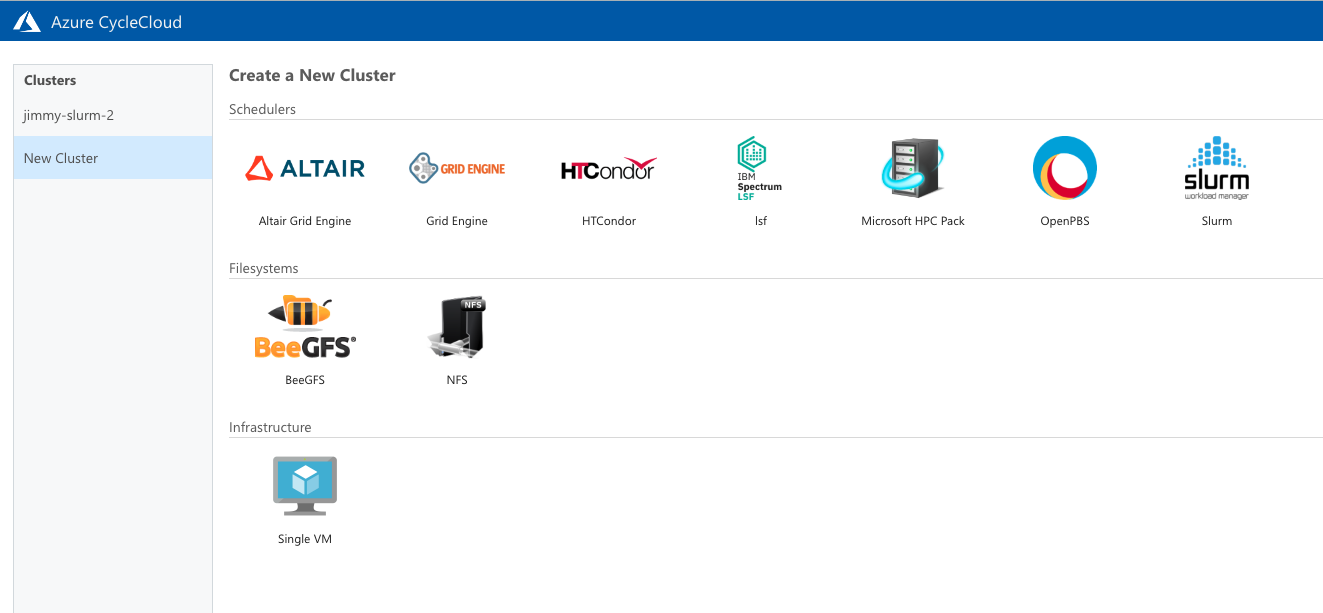 Azure CycleCloud
Clusters
jimmy-slurm-2
New Cluster
Create a New Cluster
Schedulers
ALTAIR
GRID ENGINE
HTCondor
IBM
Spectrum
LSF
slurm
workload manager
Altair Grid Engine
Grid Engine
HTCondor
lsf
Microsoft HPC Pack
OpenPBS
Slurm
Filesystems
BeeGFS®
NFS
BeeGFS
NFS
Infrastructure
Single VM